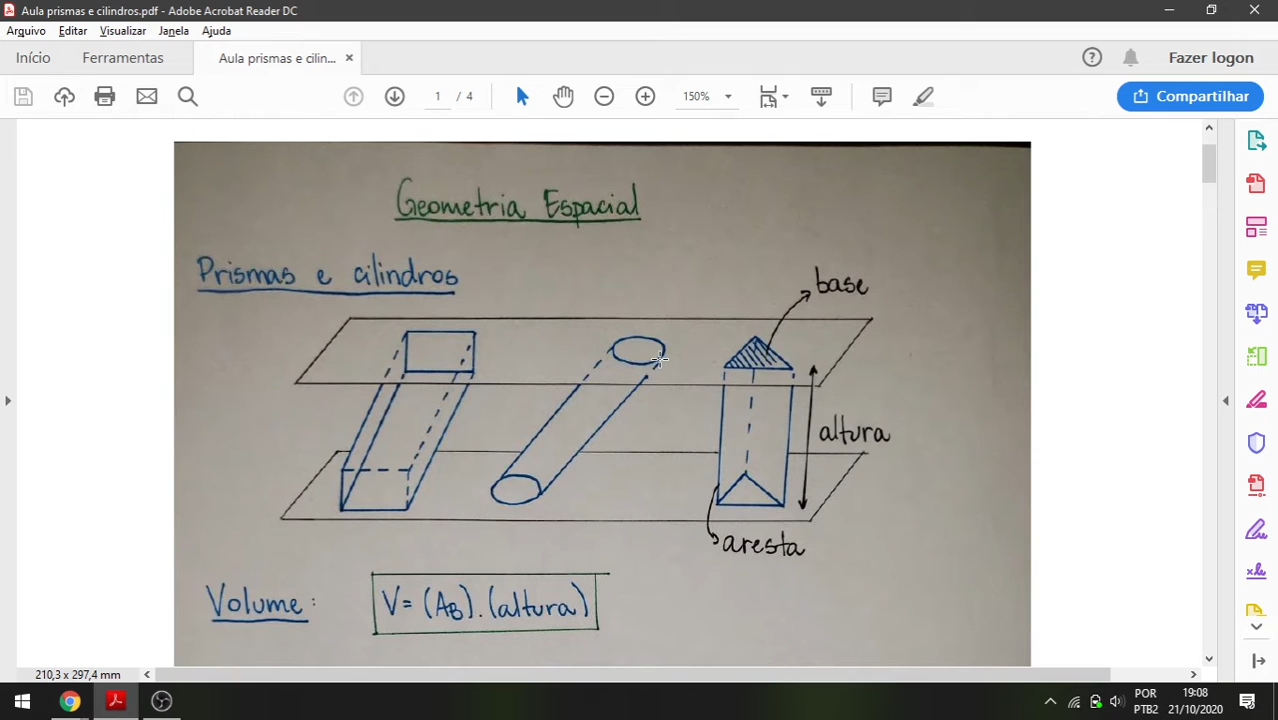 Aula prismas e cilindros.pdf - Adobe Acrobat Reader DC
Arquivo Editar Visualizar Janela Ajuda
Início Ferramentas Aula prismas e cilin... × Fazer logon
1 / 4 150% Compartilhar
Geometria Espacial
Prismas e cilindros
base
altura
aresta
Volume: V = (AB).(altura)
210,3 x 297,4 mm
POR 19:08
PTB2 21/10/2020